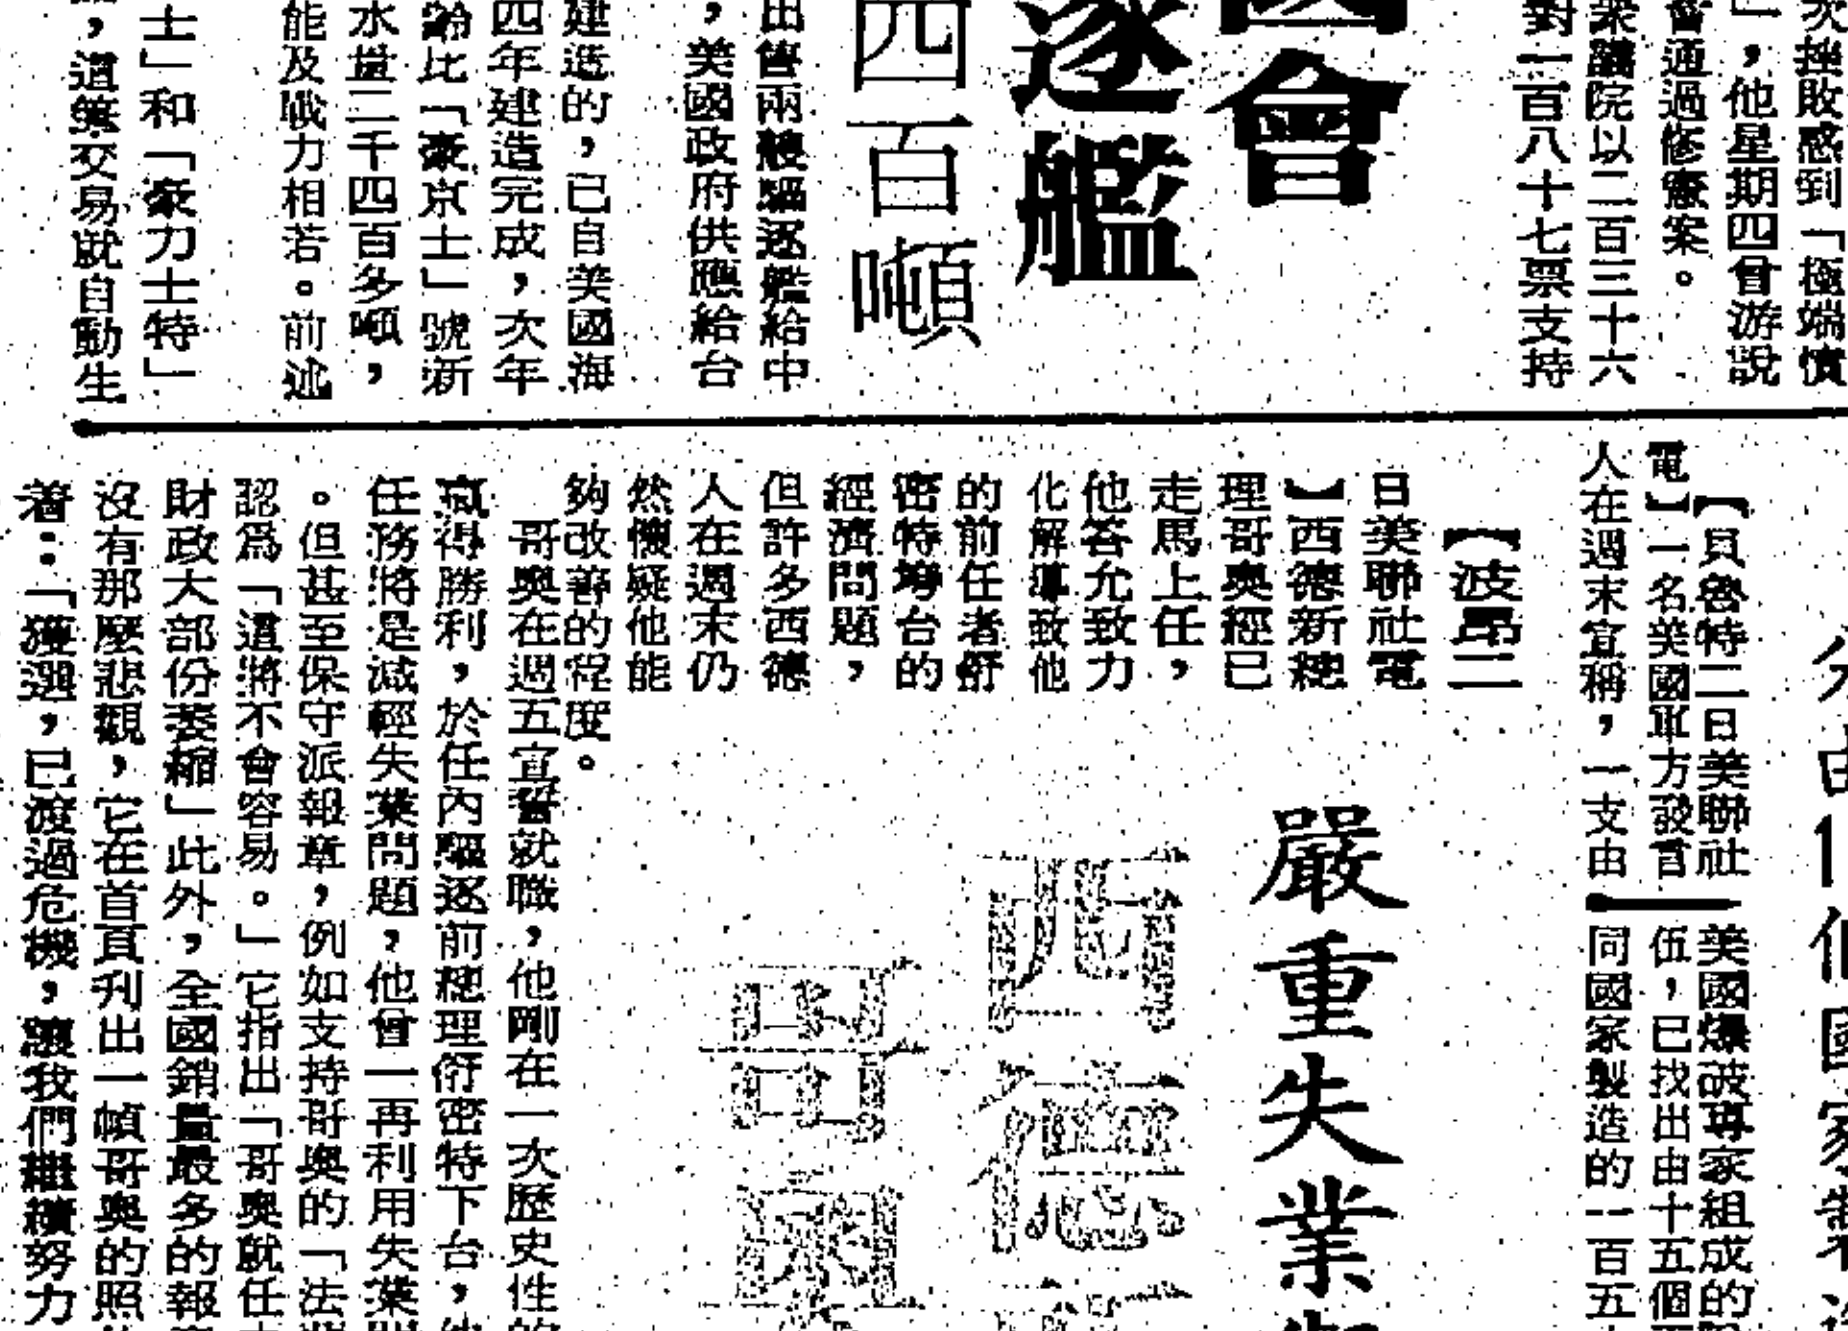 次挫敗感到「極端憤
」，他星期四曾游說
會通過修憲案。
衆議院以二百三十六
對一百八十七票支持
國會
逐艦
四百噸
出售兩艘驅逐艦給中
，美國政府供應給台
建造的，已自美國海
四年建造完成，次年
齡比「豪京士」號新
水量二千四百多噸，
能及戰力相若。前述
士」和「豪力士特」
，這筆交易就自動生
【貝魯特二日美聯社
電】一名美國軍方發言
人在週末宣稱，一支由
美國爆破專家組成的
伍，已找出由十五個
同國家製造的一百五
嚴重失業
西德
哥奧
【波昂二
日美聯社電
】西德新總
理哥奧經已
走馬上任，
他答允致力
化解導致他
的前任者舒
密特垮台的
經濟問題，
但許多西德
人在週末仍
然懷疑他能
夠改善的程度。
哥奧在週五宣誓就職，他剛在一次歷史性的
贏得勝利，於任內驅逐前總理舒密特下台，他
任務將是減輕失業問題，他曾一再利用失業問
。但甚至保守派報章，例如支持哥奧的「法
認爲「這將不會容易。」它指出「哥奧就任
財政大部份萎縮」此外，全國銷量最多的報
沒有那麼悲觀，它在首頁刋出一幀哥奧的照
着：「獲選，已渡過危機，讓我們繼續努力